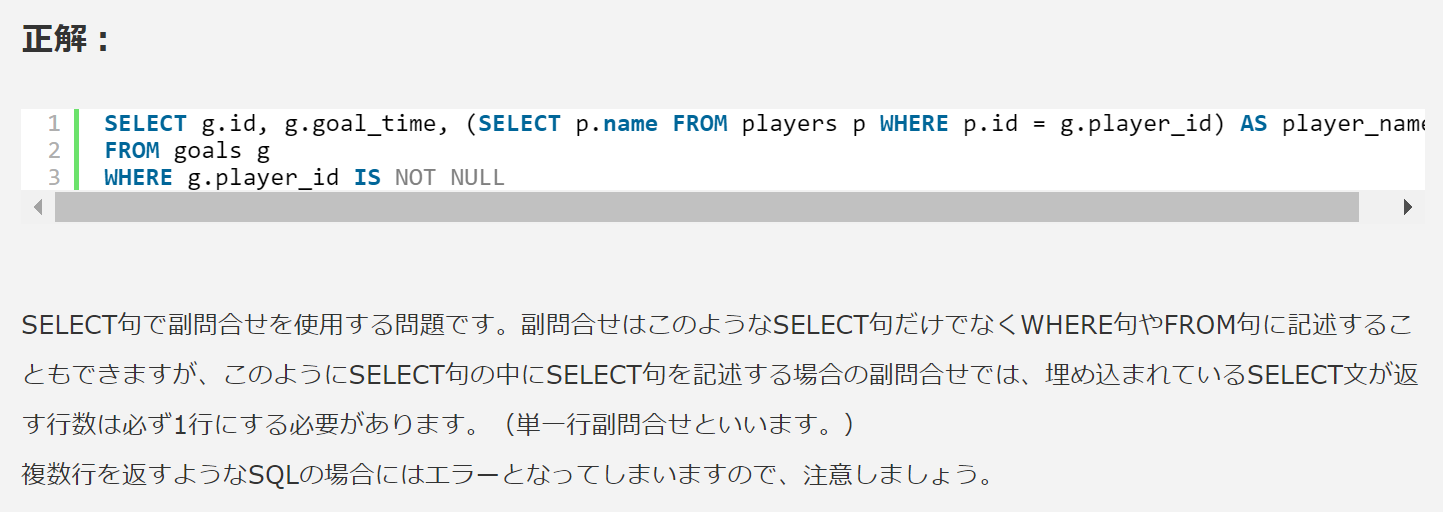 正解：
1 SELECT g.id, g.goal_time, (SELECT p.name FROM players p WHERE p.id = g.player_id) AS player_name
2 FROM goals g
3 WHERE g.player_id IS NOT NULL
SELECT句で副問合せを使用する問題です。副問合せはこのようなSELECT句だけでなくWHERE句やFROM句に記述するこ
ともできますが、このようにSELECT句の中にSELECT句を記述する場合の副問合せでは、埋め込まれているSELECT文が返
す行数は必ず1行にする必要があります。（単一行副問合せといいます。）
複数行を返すようなSQLの場合にはエラーとなってしまいますので、注意しましょう。